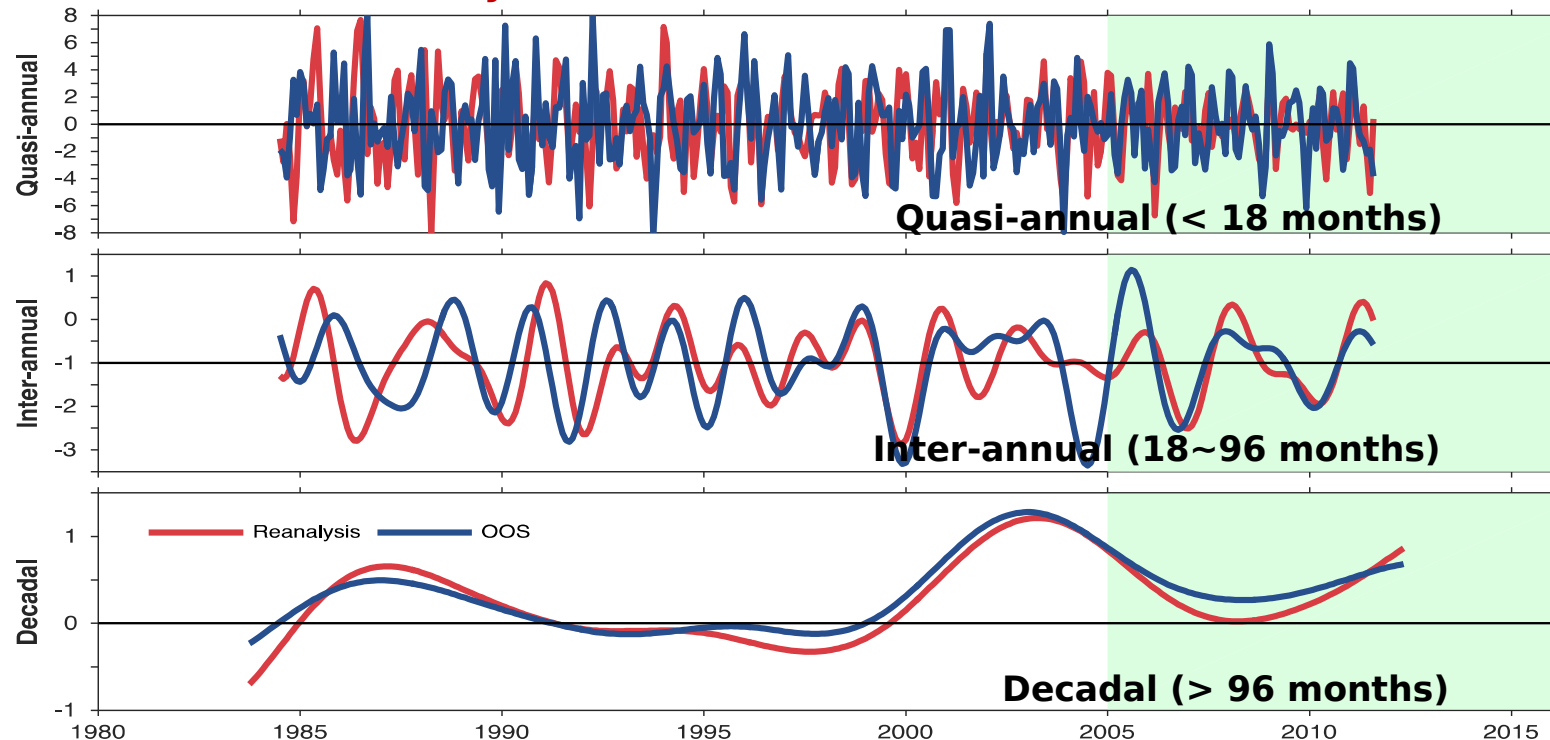 8
6
4
2
0
-2
-4
-6
-8
Quasi-annual
Quasi-annual (< 18 months)
1
0
-1
-2
-3
Inter-annual
Inter-annual (18~96 months)
1
0
-1
Decadal
Reanalysis OOS
Decadal (> 96 months)
1980 1985 1990 1995 2000 2005 2010 2015